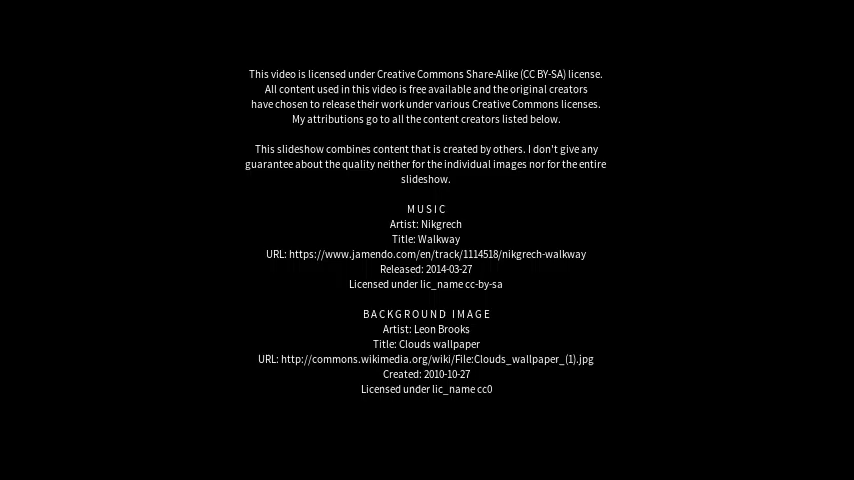 This video is licensed under Creative Commons Share-Alike (CC BY-SA) license.
All content used in this video is free available and the original creators
have chosen to release their work under various Creative Commons licenses.
My attributions go to all the content creators listed below.
This slideshow combines content that is created by others. I don't give any
guarantee about the quality neither for the individual images nor for the entire
slideshow.
MUSIC
Artist: Nikgrech
Title: Walkway
URL: https://www.jamendo.com/en/track/1114518/nikgrech-walkway
Released: 2014-03-27
Licensed under lic_name cc-by-sa
BACKGROUND IMAGE
Artist: Leon Brooks
Title: Clouds wallpaper
URL: http://commons.wikimedia.org/wiki/File:Clouds_wallpaper_(1).jpg
Created: 2010-10-27
Licensed under lic_name cc0